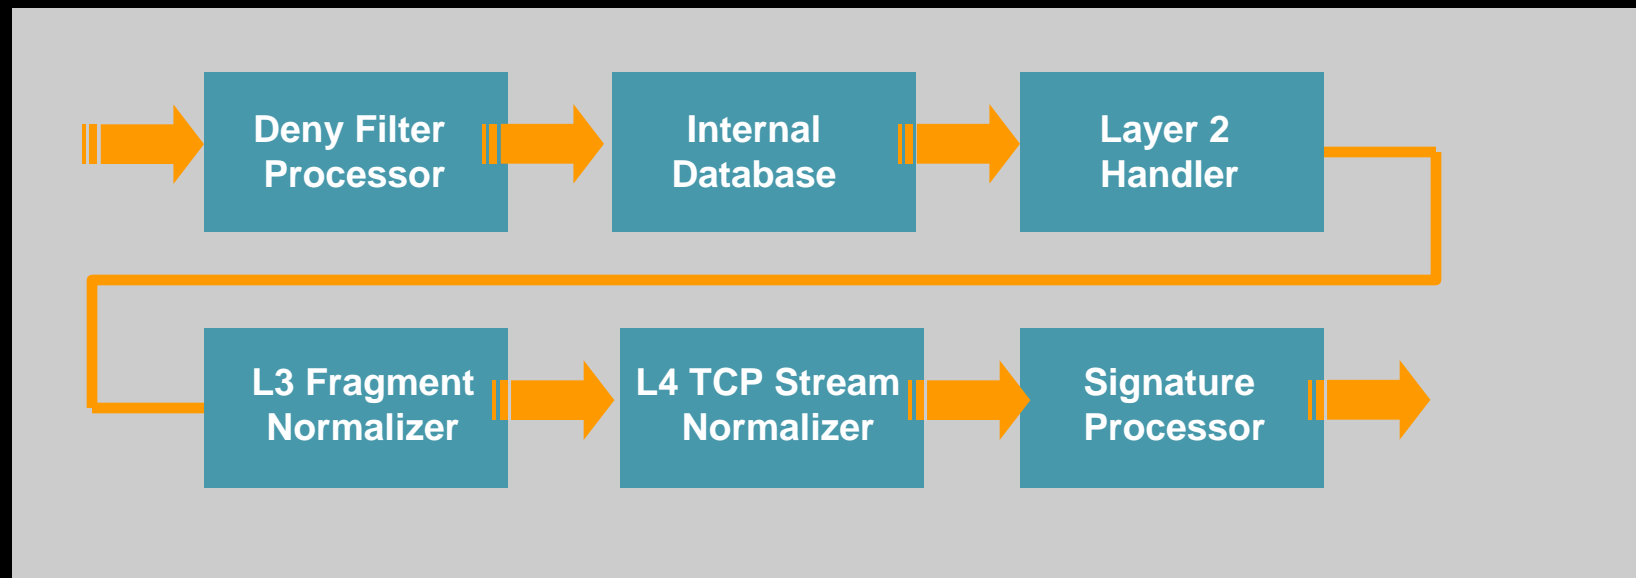 Deny Filter
Processor
Internal
Database
Layer 2
Handler
L3 Fragment
Normalizer
L4 TCP Stream
Normalizer
Signature
Processor